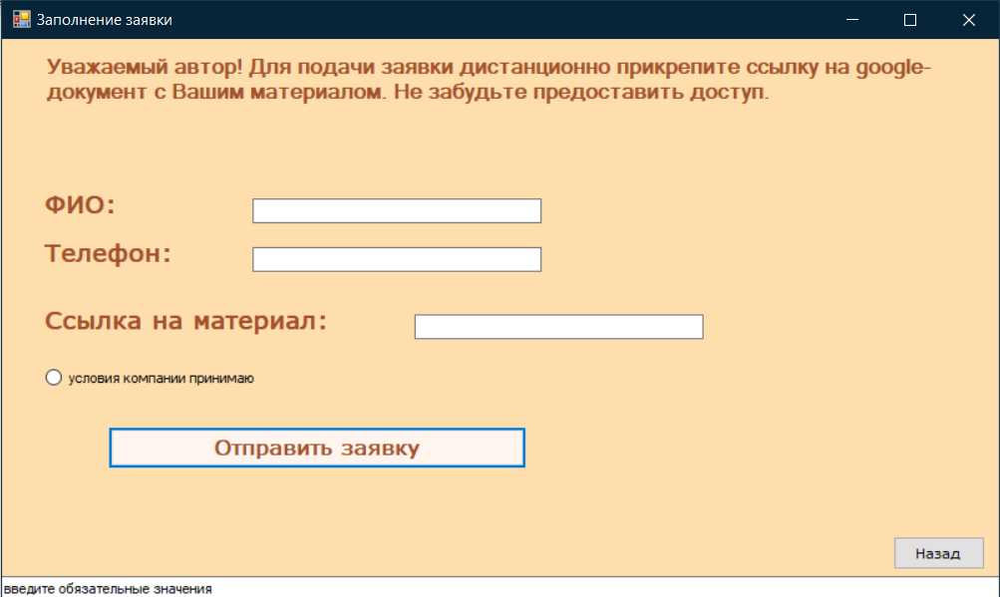 Заполнение заявки
Уважаемый автор! Для подачи заявки дистанционно прикрепите ссылку на google-
документ с Вашим материалом. Не забудьте предоставить доступ.
ФИО:
Телефон:
Ссылка на материал:
условия компании принимаю
Отправить заявку
Назад
введите обязательные значения